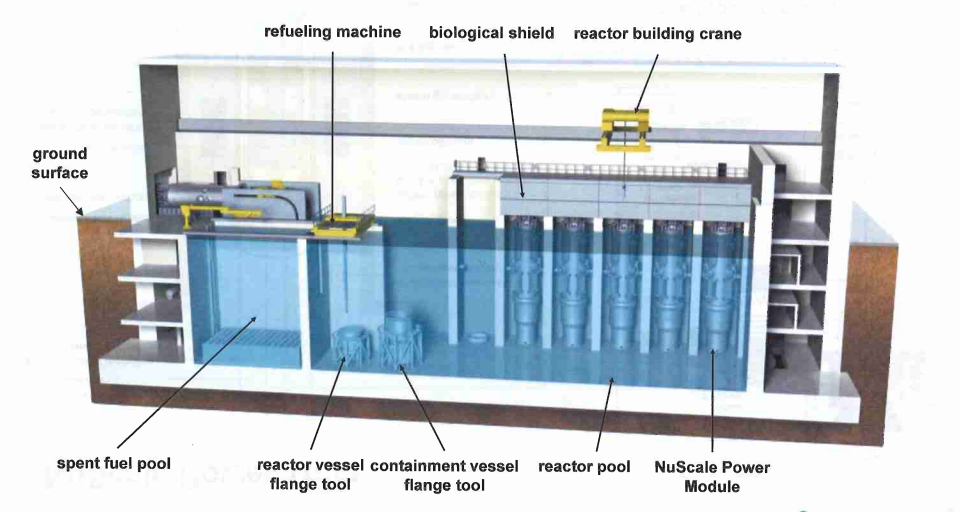 refueling machine
biological shield
reactor building crane
ground
surface
spent fuel pool
reactor vessel
flange tool
containment vessel
flange tool
reactor pool
NuScale Power
Module